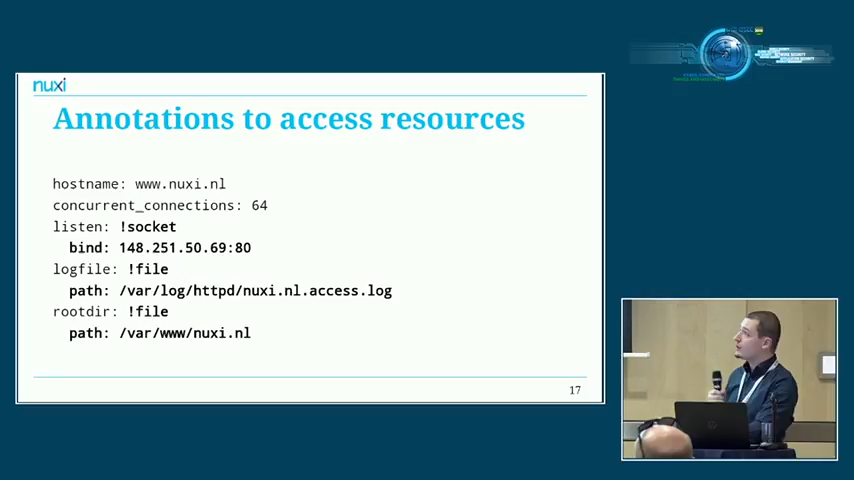 nuxi
Annotations to access resources
hostname: www.nuxi.nl
concurrent_connections: 64
listen: !socket
bind: 148.251.50.69:80
logfile: !file
path: /var/log/httpd/nuxi.nl.access.log
rootdir: !file
path: /var/www/nuxi.nl
17